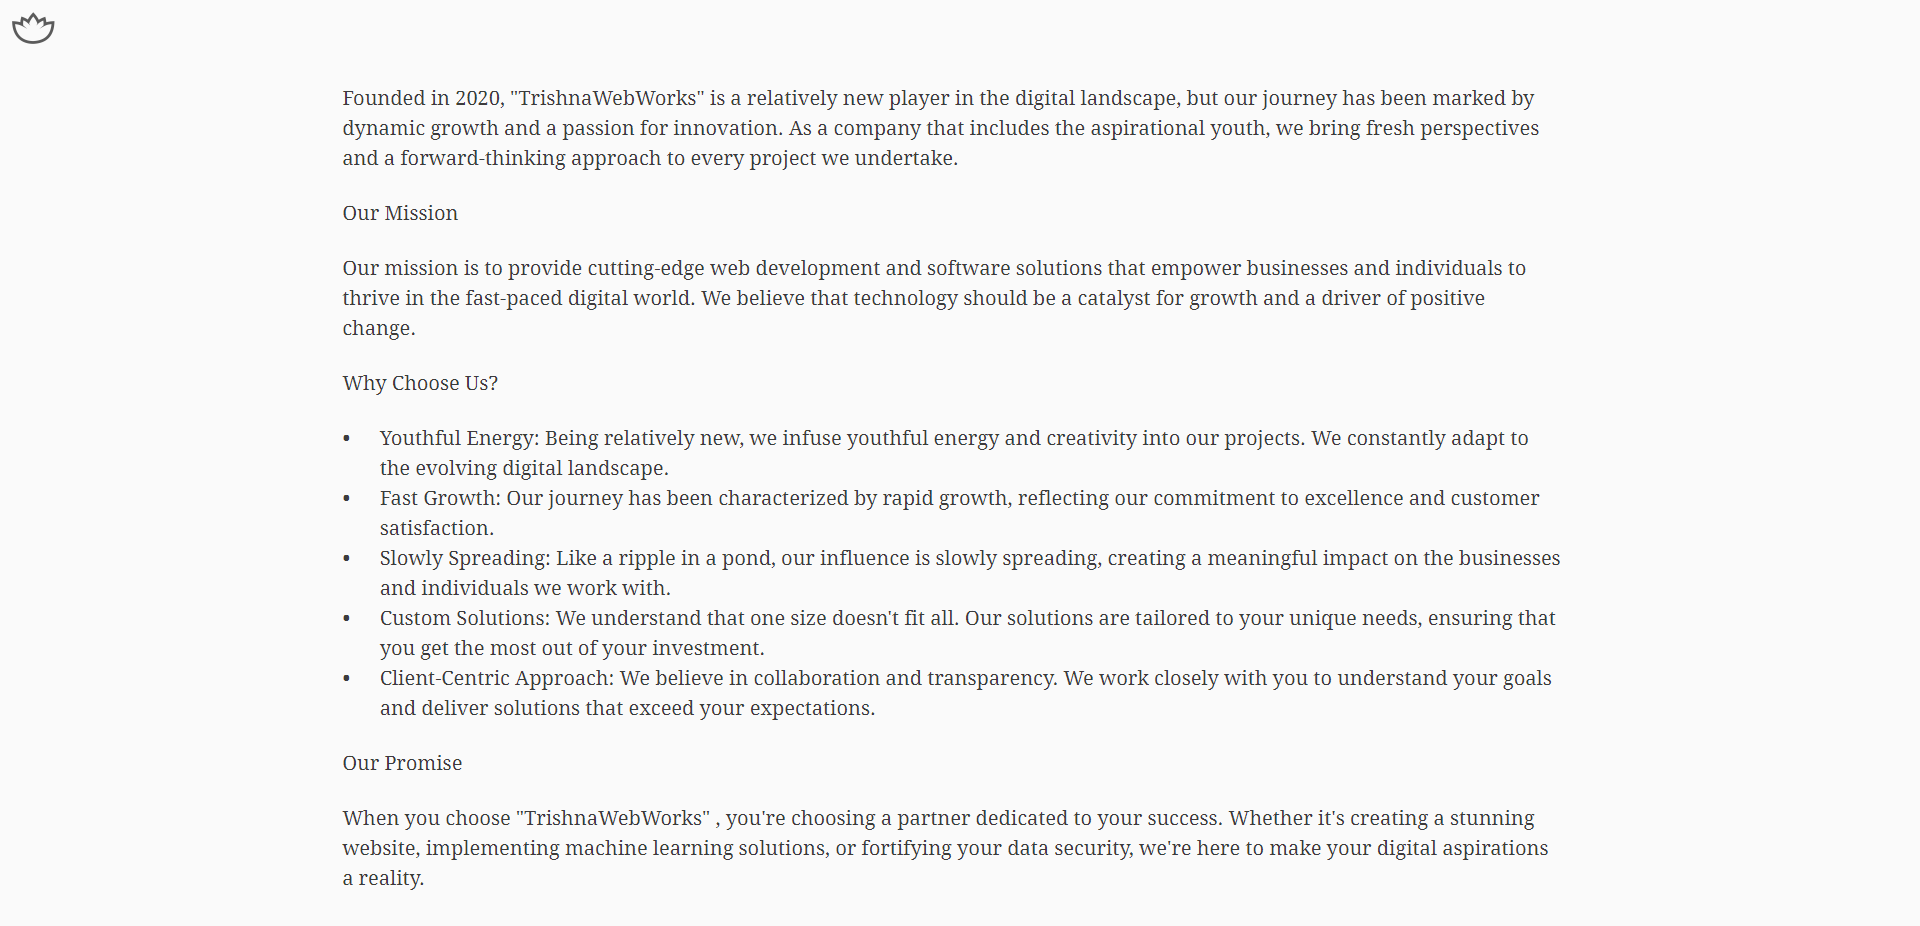 Founded in 2020, "TrishnaWebWorks" is a relatively new player in the digital landscape, but our journey has been marked by
dynamic growth and a passion for innovation. As a company that includes the aspirational youth, we bring fresh perspectives
and a forward-thinking approach to every project we undertake.
Our Mission
Our mission is to provide cutting-edge web development and software solutions that empower businesses and individuals to
thrive in the fast-paced digital world. We believe that technology should be a catalyst for growth and a driver of positive
change.
Why Choose Us?
• Youthful Energy: Being relatively new, we infuse youthful energy and creativity into our projects. We constantly adapt to
the evolving digital landscape.
• Fast Growth: Our journey has been characterized by rapid growth, reflecting our commitment to excellence and customer
satisfaction.
• Slowly Spreading: Like a ripple in a pond, our influence is slowly spreading, creating a meaningful impact on the businesses
and individuals we work with.
• Custom Solutions: We understand that one size doesn't fit all. Our solutions are tailored to your unique needs, ensuring that
you get the most out of your investment.
• Client-Centric Approach: We believe in collaboration and transparency. We work closely with you to understand your goals
and deliver solutions that exceed your expectations.
Our Promise
When you choose "TrishnaWebWorks" , you're choosing a partner dedicated to your success. Whether it's creating a stunning
website, implementing machine learning solutions, or fortifying your data security, we're here to make your digital aspirations
a reality.